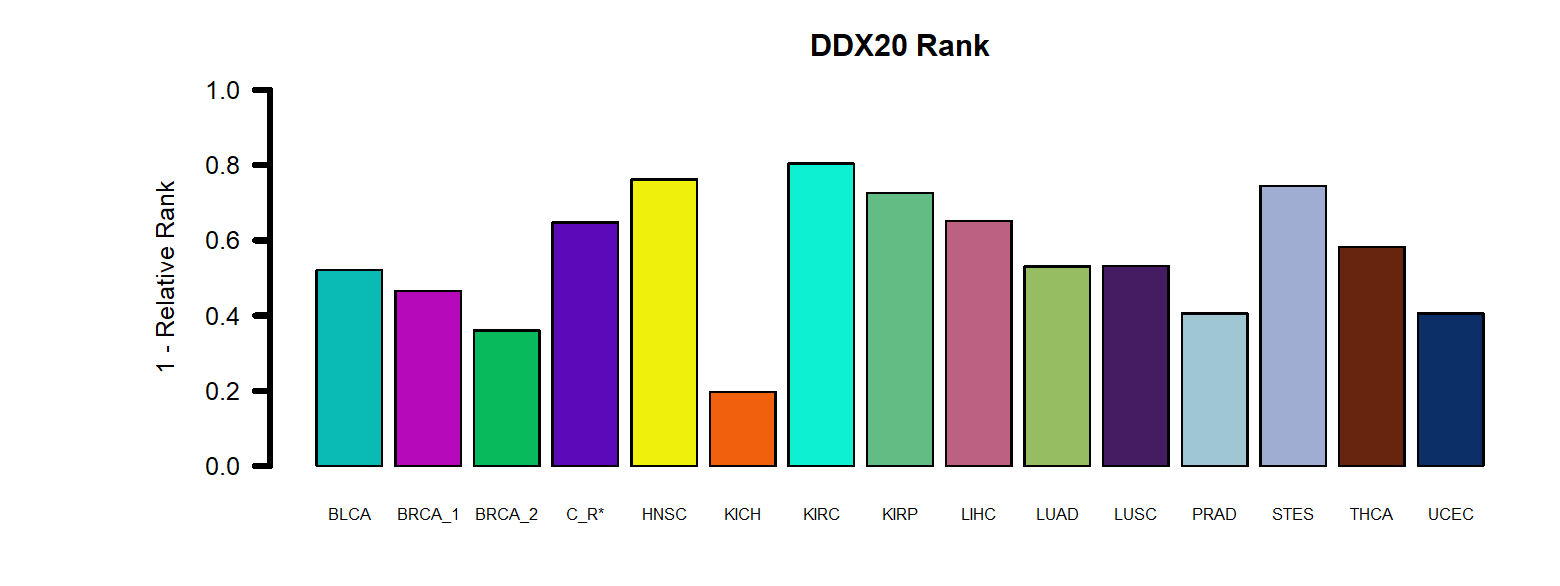 DDX20 Rank
1 - Relative Rank
1.0
0.8
0.6
0.4
0.2
0.0
BLCA BRCA_1 BRCA_2 C_R* HNSC KICH KIRC KIRP LIHC LUAD LUSC PRAD STES THCA UCEC